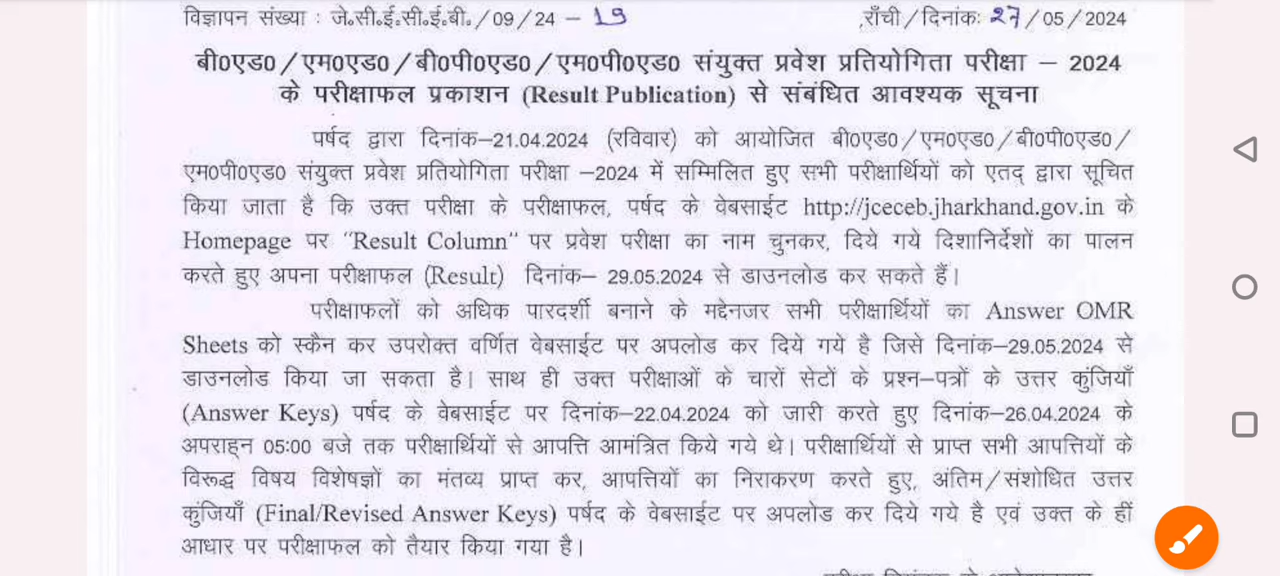 विज्ञापन संख्या : जे.सी.ई.सी.ई.बी./09/24 – 19 राँची/दिनांकः 27/05/2024
बी0एड0/एम0एड0/बी0पी0एड0/एम0पी0एड0 संयुक्त प्रवेश प्रतियोगिता परीक्षा – 2024
के परीक्षाफल प्रकाशन (Result Publication) से संबंधित आवश्यक सूचना
पर्षद द्वारा दिनांक–21.04.2024 (रविवार) को आयोजित बी0एड0/एम0एड0/बी0पी0एड0/
एम0पी0एड0 संयुक्त प्रवेश प्रतियोगिता परीक्षा –2024 में सम्मिलित हुए सभी परीक्षार्थियों को एतद् द्वारा सूचित
किया जाता है कि उक्त परीक्षा के परीक्षाफल, पर्षद के वेबसाईट http://jceceb.jharkhand.gov.in के
Homepage पर “Result Column” पर प्रवेश परीक्षा का नाम चुनकर, दिये गये दिशानिर्देशों का पालन
करते हुए अपना परीक्षाफल (Result) दिनांक– 29.05.2024 से डाउनलोड कर सकते हैं।
परीक्षाफलों को अधिक पारदर्शी बनाने के मद्देनजर सभी परीक्षार्थियों का Answer OMR
Sheets को स्कैन कर उपरोक्त वर्णित वेबसाईट पर अपलोड कर दिये गये है जिसे दिनांक–29.05.2024 से
डाउनलोड किया जा सकता है। साथ ही उक्त परीक्षाओं के चारों सेटों के प्रश्न–पत्रों के उत्तर कुंजियाँ
(Answer Keys) पर्षद के वेबसाईट पर दिनांक–22.04.2024 को जारी करते हुए दिनांक–26.04.2024 के
अपराह्न 05:00 बजे तक परीक्षार्थियों से आपत्ति आमंत्रित किये गये थे। परीक्षार्थियों से प्राप्त सभी आपत्तियों के
विरूद्ध विषय विशेषज्ञों का मंतव्य प्राप्त कर, आपत्तियों का निराकरण करते हुए, अंतिम/संशोधित उत्तर
कुंजियाँ (Final/Revised Answer Keys) पर्षद के वेबसाईट पर अपलोड कर दिये गये है एवं उक्त के हीं
आधार पर परीक्षाफल को तैयार किया गया है।